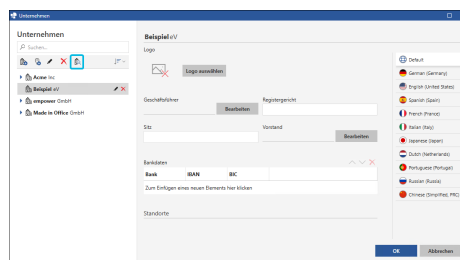 Unternehmen
Unternehmen
Suchen...
Acme Inc
Beispiel eV
empower GmbH
Made in Office GmbH
Beispiel eV
Logo
Logo auswählen
Geschäftsführer
Registergericht
Bearbeiten
Sitz
Vorstand
Bearbeiten
Bankdaten
Bank IBAN BIC
Zum Einfügen eines neuen Elements hier klicken
Standorte
Default
German (Germany)
English (United States)
Spanish (Spain)
French (France)
Italian (Italy)
Japanese (Japan)
Dutch (Netherlands)
Portuguese (Portugal)
Russian (Russia)
Chinese (Simplified, PRC)
OK Abbrechen